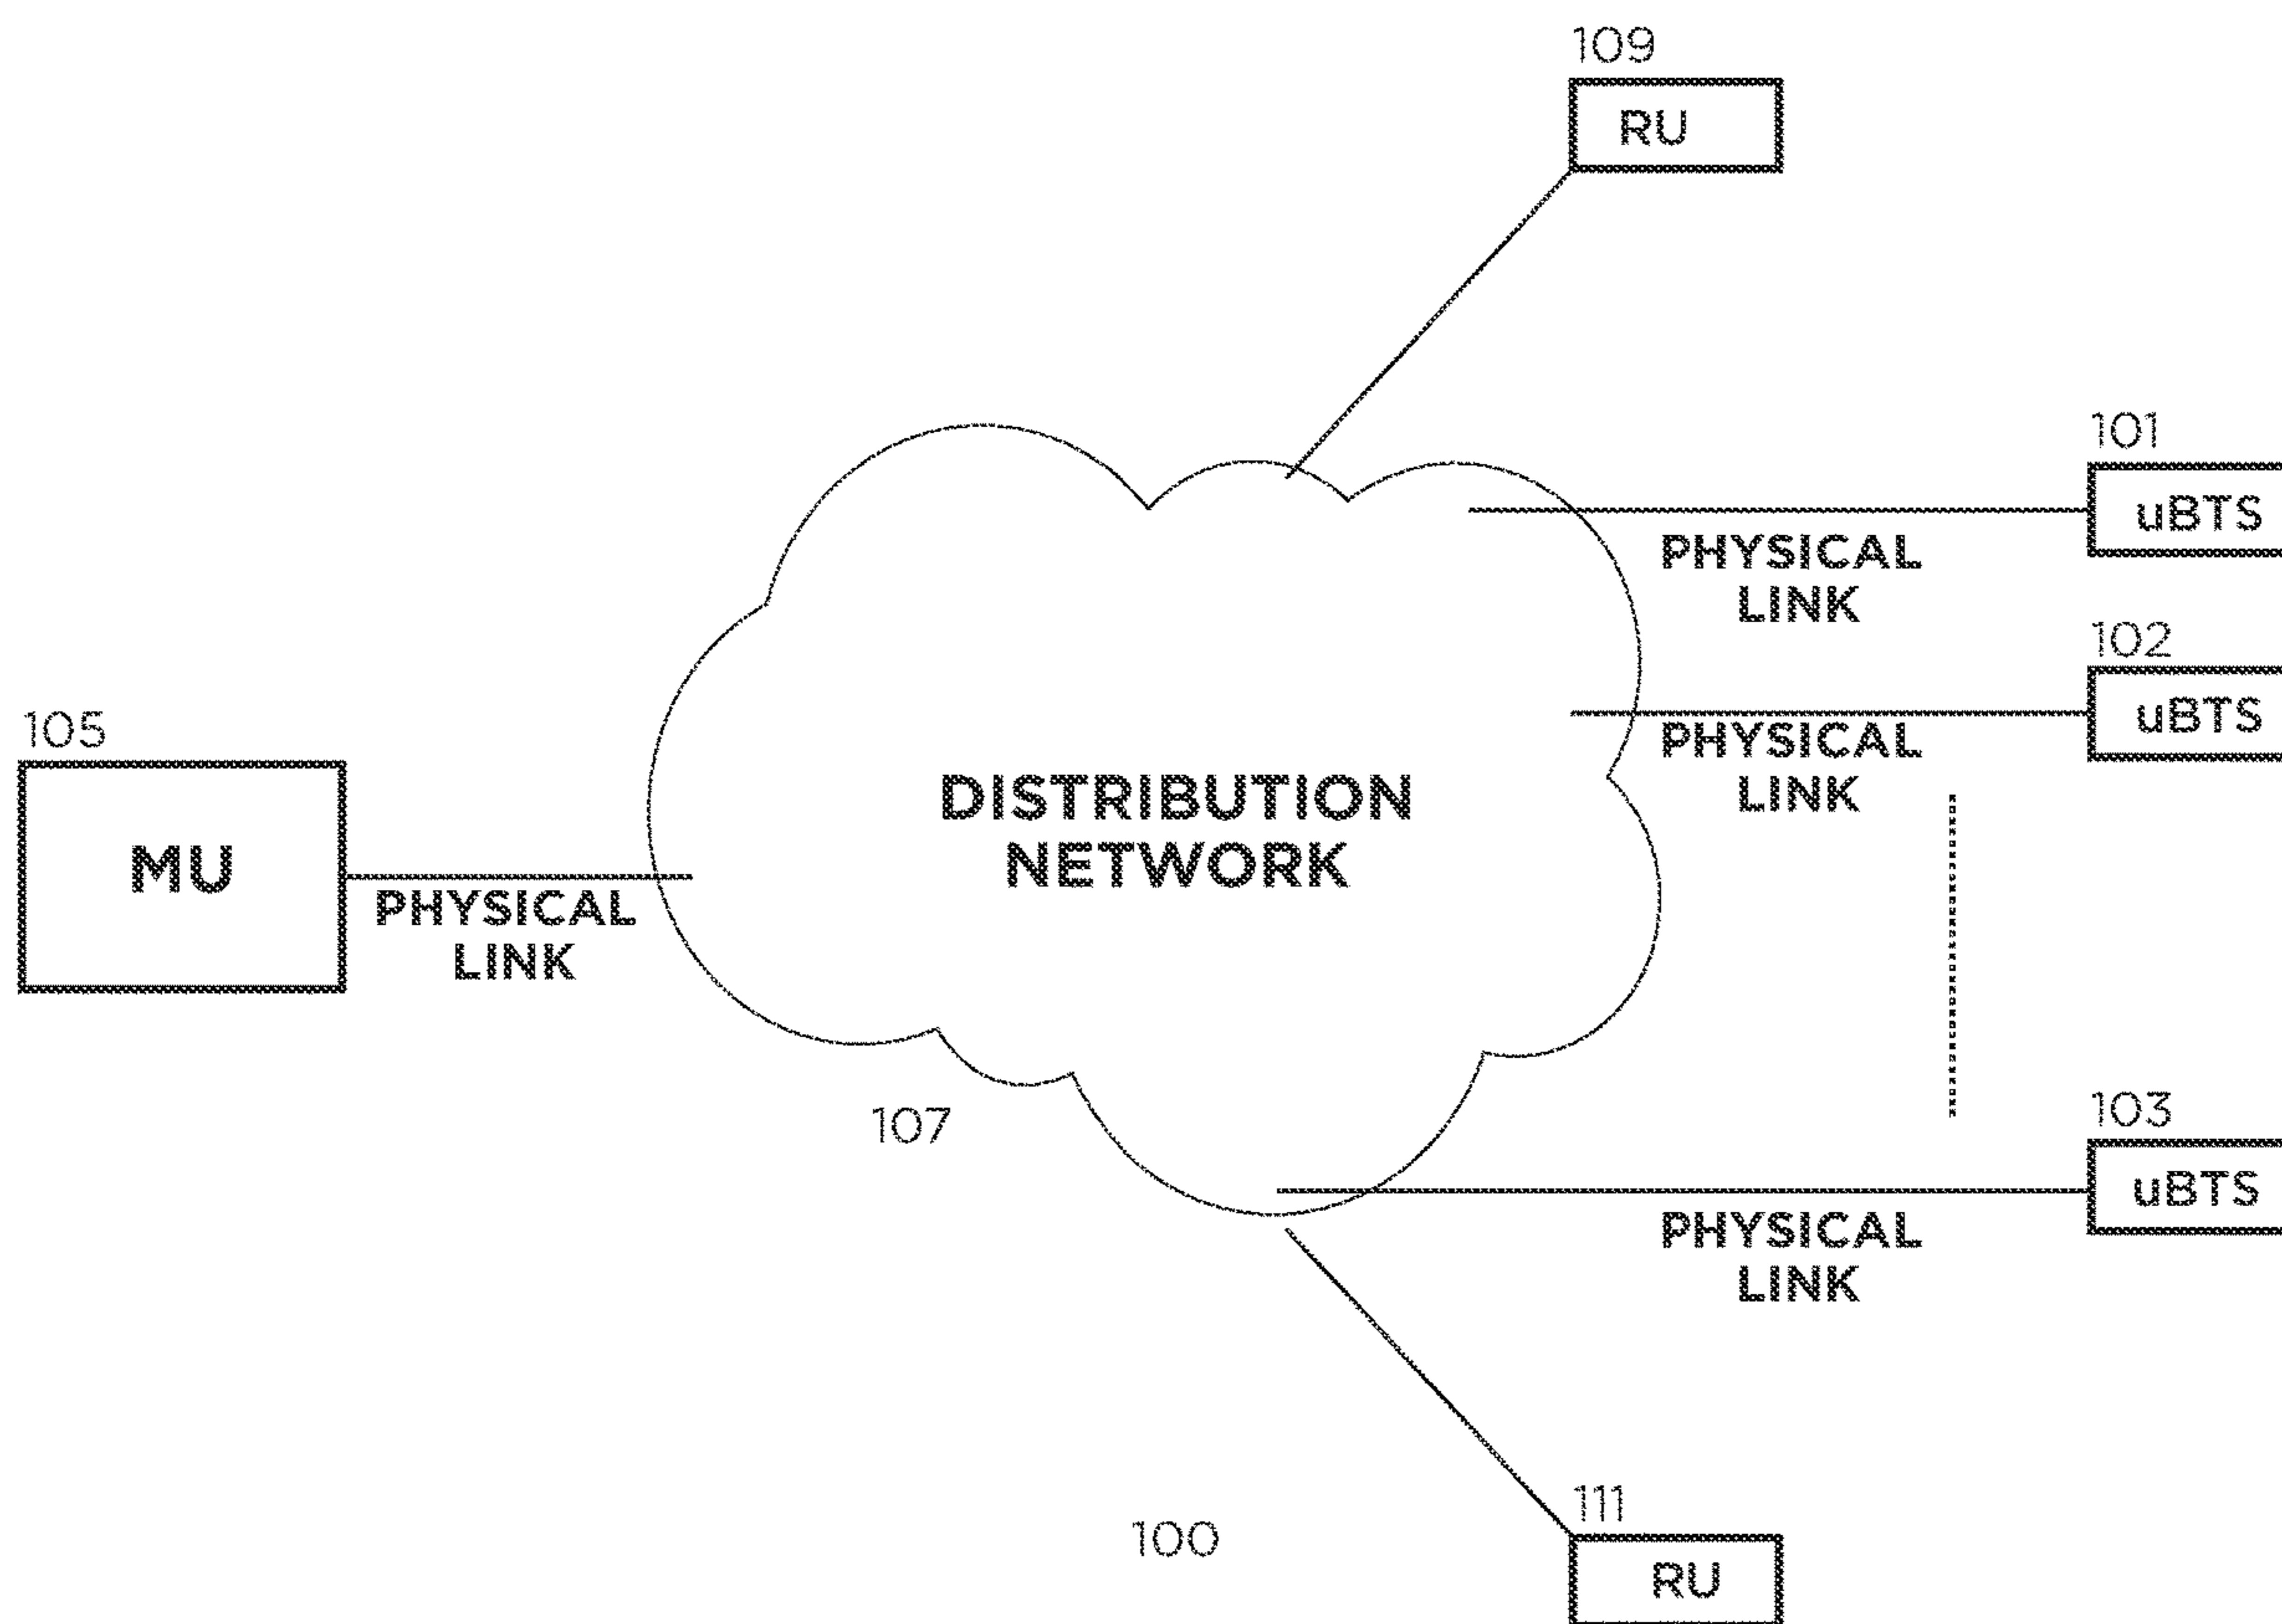 109
RU
101
uBTS
PHYSICAL
LINK
102
uBTS
PHYSICAL
LINK
105
MU
PHYSICAL
LINK
DISTRIBUTION
NETWORK
107
103
uBTS
PHYSICAL
LINK
100
111
RU